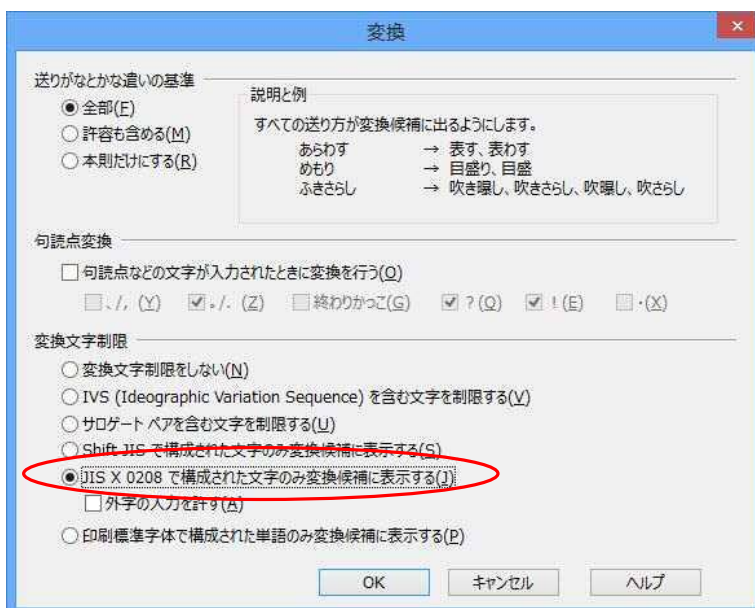 変換
送りがなとかな遣いの基準
全部(F)
許容も含める(M)
本則だけにする(R)
説明と例
すべての送り方が変換候補に出るようにします。
あらわす → 表す、表わす
めもり → 目盛り、目盛
ふきさらし → 吹き曝し、吹きさらし、吹曝し、吹さらし
句読点変換
句読点などの文字が入力されたときに変換を行う(O)
、/, (Y) 。/. (Z) 終わりかっこ(G) ? (Q) ! (E) ・(X)
変換文字制限
変換文字制限をしない(N)
IVS (Ideographic Variation Sequence) を含む文字を制限する(V)
サロゲート ペアを含む文字を制限する(U)
Shift JIS で構成された文字のみ変換候補に表示する(S)
JIS X 0208 で構成された文字のみ変換候補に表示する(J)
外字の入力を許す(A)
印刷標準字体で構成された単語のみ変換候補に表示する(P)
OK キャンセル ヘルプ